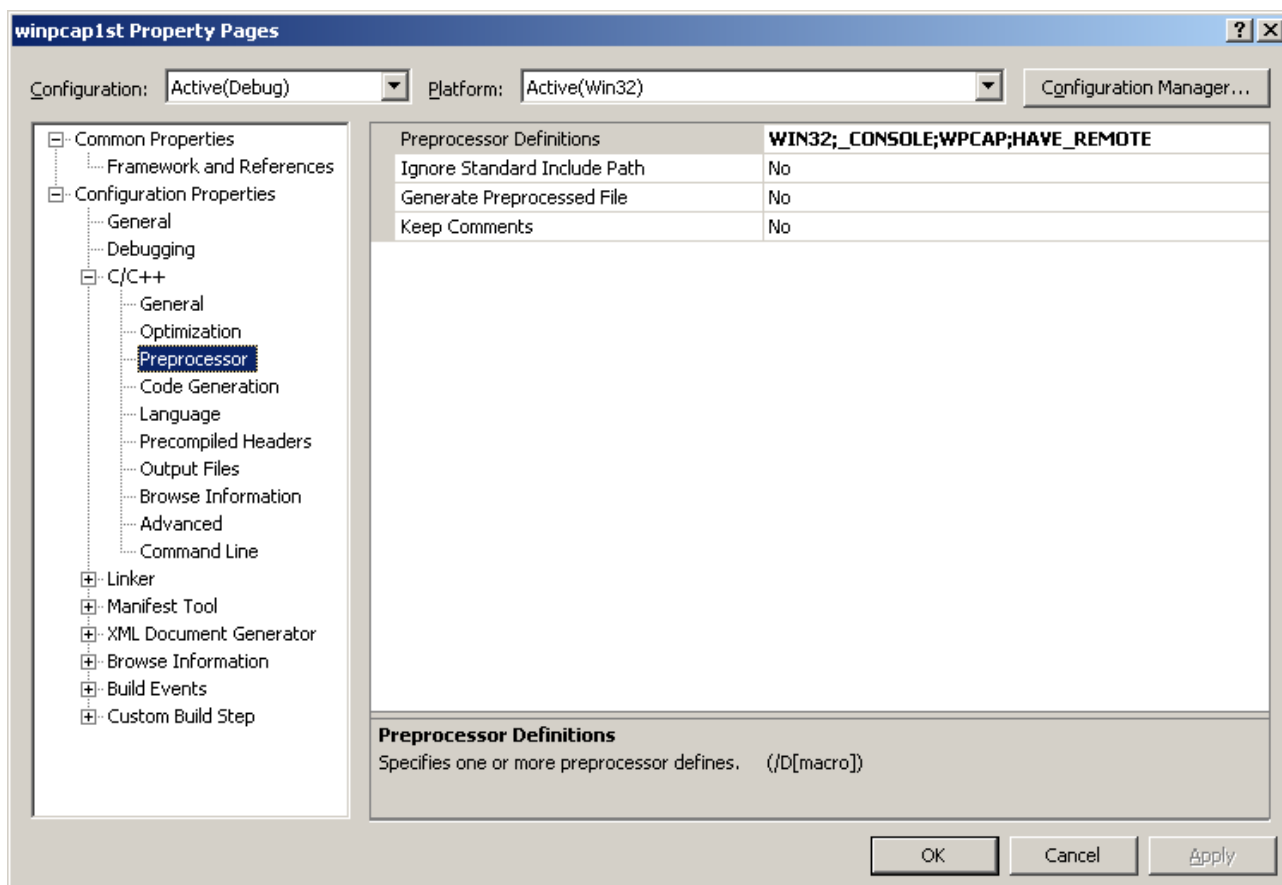 winpcap1st Property Pages
Configuration: Active(Debug) Platform: Active(Win32) Configuration Manager...
Common Properties
Framework and References
Configuration Properties
General
Debugging
C/C++
General
Optimization
Preprocessor
Code Generation
Language
Precompiled Headers
Output Files
Browse Information
Advanced
Command Line
Linker
Manifest Tool
XML Document Generator
Browse Information
Build Events
Custom Build Step
Preprocessor Definitions WIN32;_CONSOLE;WPCAP;HAVE_REMOTE
Ignore Standard Include Path No
Generate Preprocessed File No
Keep Comments No
Preprocessor Definitions
Specifies one or more preprocessor defines. (/D[macro])
OK Cancel Apply